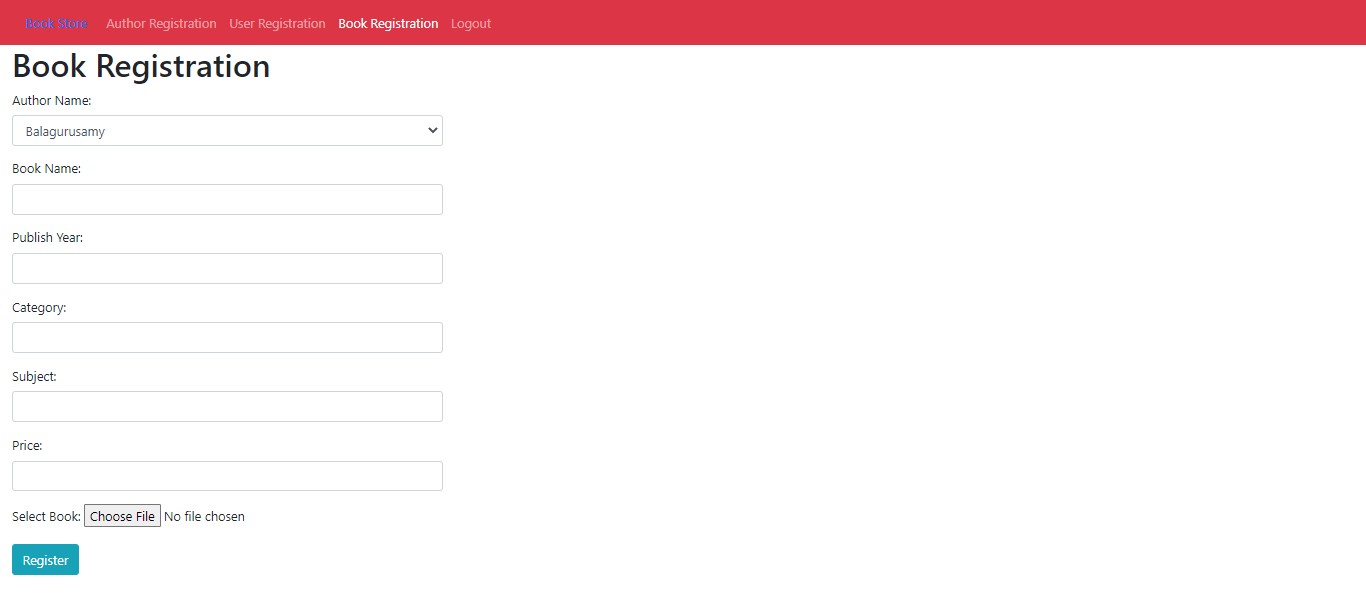 Book Store Author Registration User Registration Book Registration Logout
Book Registration
Author Name:
Balagurusamy
Book Name:
Publish Year:
Category:
Subject:
Price:
Select Book: Choose File No file chosen
Register